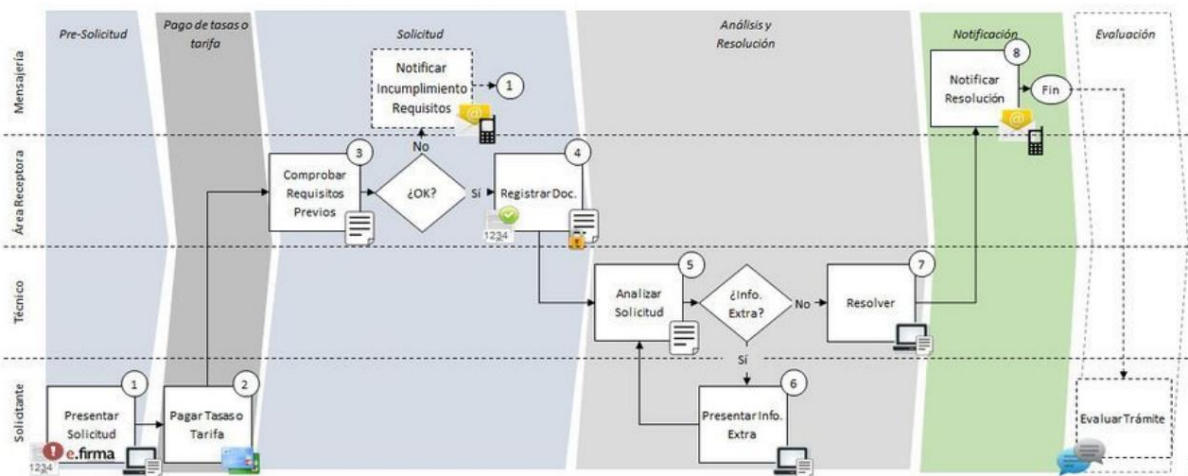 Pre-Solicitud
Pago de tasas o
tarifa
Solicitud
Análisis y
Resolución
Notificación
Evaluación
Mensajería
Notificar
Incumplimiento
Requisitos
1
8
Notificar
Resolución
Fin
Área Receptora
3
Comprobar
Requisitos
Previos
No
¿OK?
Sí
4
Registrar Doc.
1234
Técnico
5
Analizar
Solicitud
¿Info.
Extra?
No
7
Resolver
Sí
Solicitante
1
Presentar
Solicitud
1234
e.firma
2
Pagar Tasas o
Tarifa
6
Presentar Info.
Extra
Evaluar Trámite